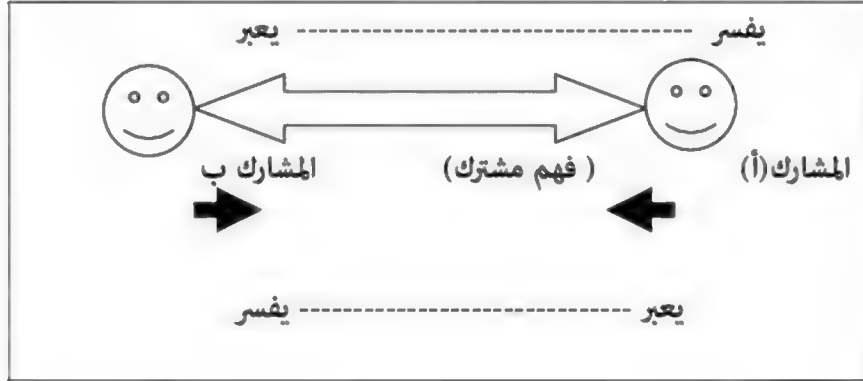 يفسر ------------------------ يعبر
المشارك (أ) ( فهم مشترك) المشارك ب
يعبر ------------------------ يفسر